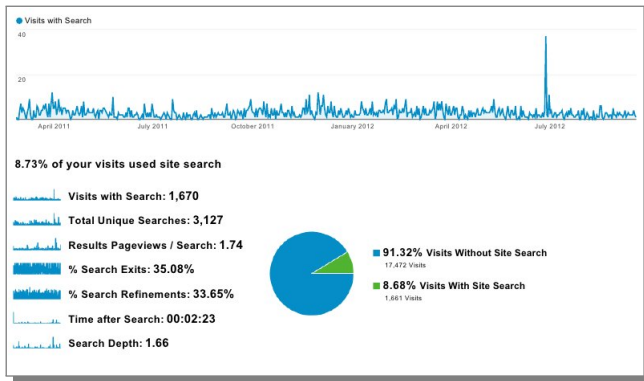 Visits with Search
40
20
April 2011 July 2011 October 2011 January 2012 April 2012 July 2012
8.73% of your visits used site search
Visits with Search: 1,670
Total Unique Searches: 3,127
Results Pageviews / Search: 1.74
% Search Exits: 35.08%
% Search Refinements: 33.65%
Time after Search: 00:02:23
Search Depth: 1.66
91.32% Visits Without Site Search
17,472 Visits
8.68% Visits With Site Search
1,661 Visits